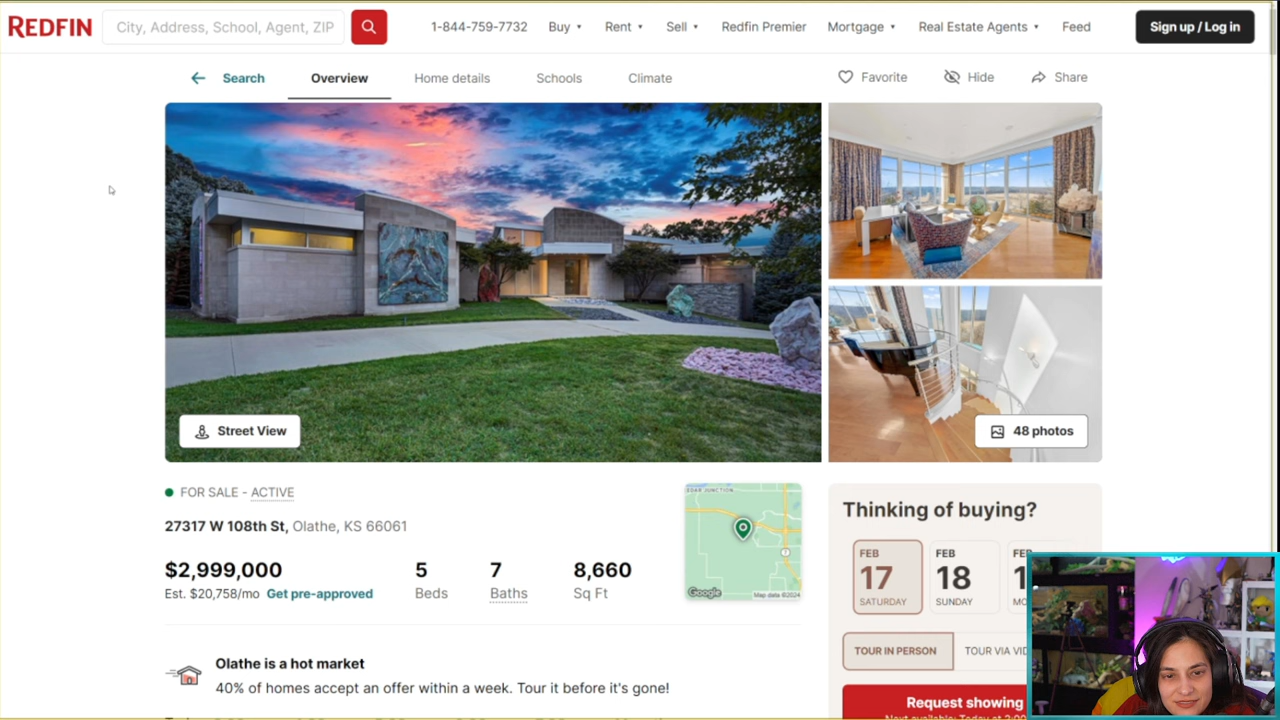 REDFIN
City, Address, School, Agent, ZIP
1-844-759-7732
Buy
Rent
Sell
Redfin Premier
Mortgage
Real Estate Agents
Feed
Sign up / Log in
Search
Overview
Home details
Schools
Climate
Favorite
Hide
Share
Street View
48 photos
FOR SALE - ACTIVE
27317 W 108th St, Olathe, KS 66061
$2,999,000
Est. $20,758/mo Get pre-approved
5
Beds
7
Baths
8,660
Sq Ft
Google
Map data ©2024
Thinking of buying?
FEB
17
SATURDAY
FEB
18
SUNDAY
TOUR IN PERSON
TOUR VIA
Request showing
Olathe is a hot market
40% of homes accept an offer within a week. Tour it before it's gone!